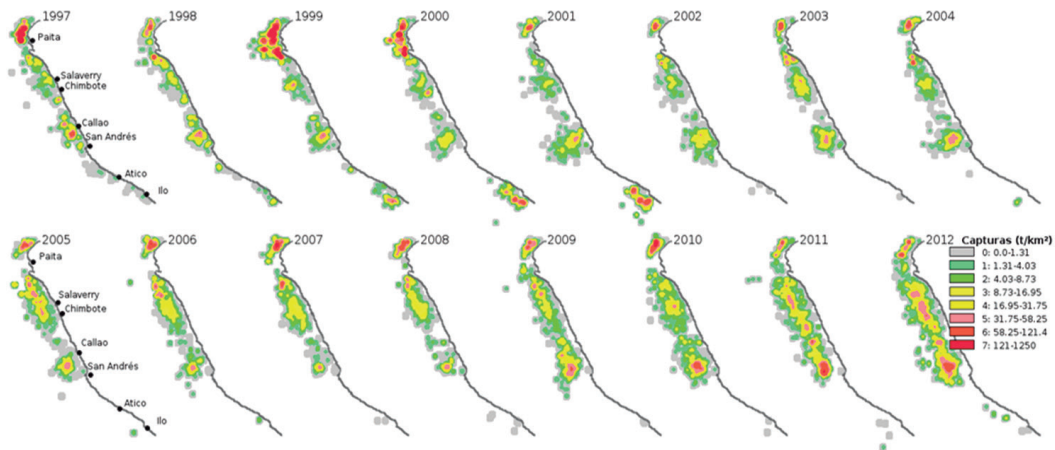 1997
1998
1999
2000
2001
2002
2003
2004
Paita
Salaverry
Chimbote
Callao
San Andrés
Atico
Ilo
2005
2006
2007
2008
2009
2010
2011
2012
Paita
Salaverry
Chimbote
Callao
San Andrés
Atico
Ilo
Capturas (t/km²)
0: 0.0-1.31
1: 1.31-4.03
2: 4.03-8.73
3: 8.73-16.95
4: 16.95-31.75
5: 31.75-58.25
6: 58.25-121.4
7: 121-1250